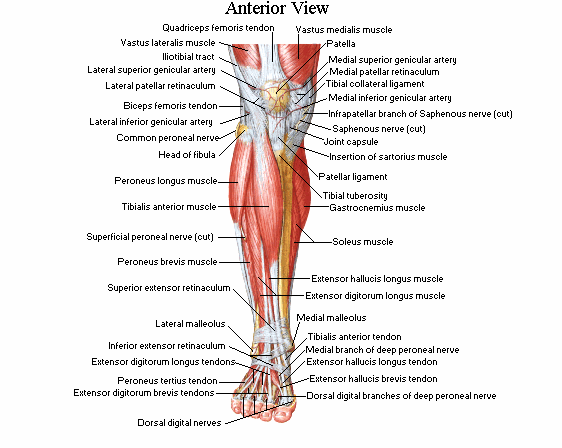 Anterior View
Quadriceps femoris tendon
Vastus lateralis muscle
Iliotibial tract
Lateral superior genicular artery
Lateral patellar retinaculum
Biceps femoris tendon
Lateral inferior genicular artery
Common peroneal nerve
Head of fibula
Peroneus longus muscle
Tibialis anterior muscle
Superficial peroneal nerve (cut)
Peroneus brevis muscle
Superior extensor retinaculum
Lateral malleolus
Inferior extensor retinaculum
Extensor digitorum longus tendons
Peroneus tertius tendon
Extensor digitorum brevis tendons
Dorsal digital nerves
Vastus medialis muscle
Patella
Medial superior genicular artery
Medial patellar retinaculum
Tibial collateral ligament
Medial inferior genicular artery
Infrapatellar branch of Saphenous nerve (cut)
Saphenous nerve (cut)
Joint capsule
Insertion of sartorius muscle
Patellar ligament
Tibial tuberosity
Gastrocnemius muscle
Soleus muscle
Extensor hallucis longus muscle
Extensor digitorum longus muscle
Medial malleolus
Tibialis anterior tendon
Medial branch of deep peroneal nerve
Extensor hallucis longus tendon
Extensor hallucis brevis tendon
Dorsal digital branches of deep peroneal nerve